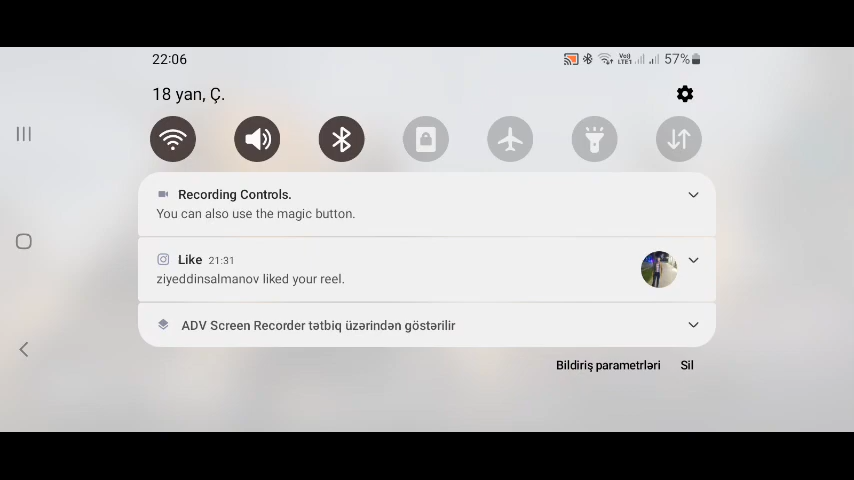 22:06
57%
18 yan, Ç.
Recording Controls.
You can also use the magic button.
Like 21:31
ziyeddinsalmanov liked your reel.
ADV Screen Recorder tətbiq üzərindən göstərilir
Bildiriş parametrləri Sil